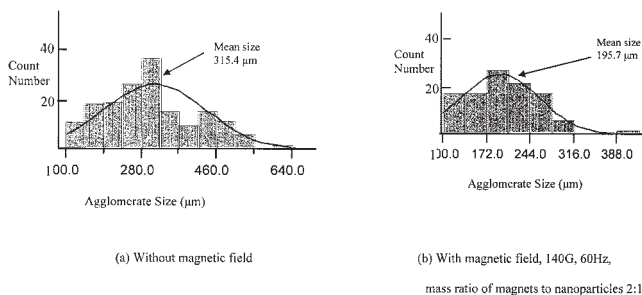 40
Count
Number
20
Mean size
315.4 μm
100.0
280.0
460.0
640.0
Agglomerate Size (μm)
(a) Without magnetic field
40
Count
Number
20
Mean size
195.7 μm
100.0
172.0
244.0
316.0
388.0
Agglomerate Size (μm)
(b) With magnetic field, 140G, 60Hz,
mass ratio of magnets to nanoparticles 2:1